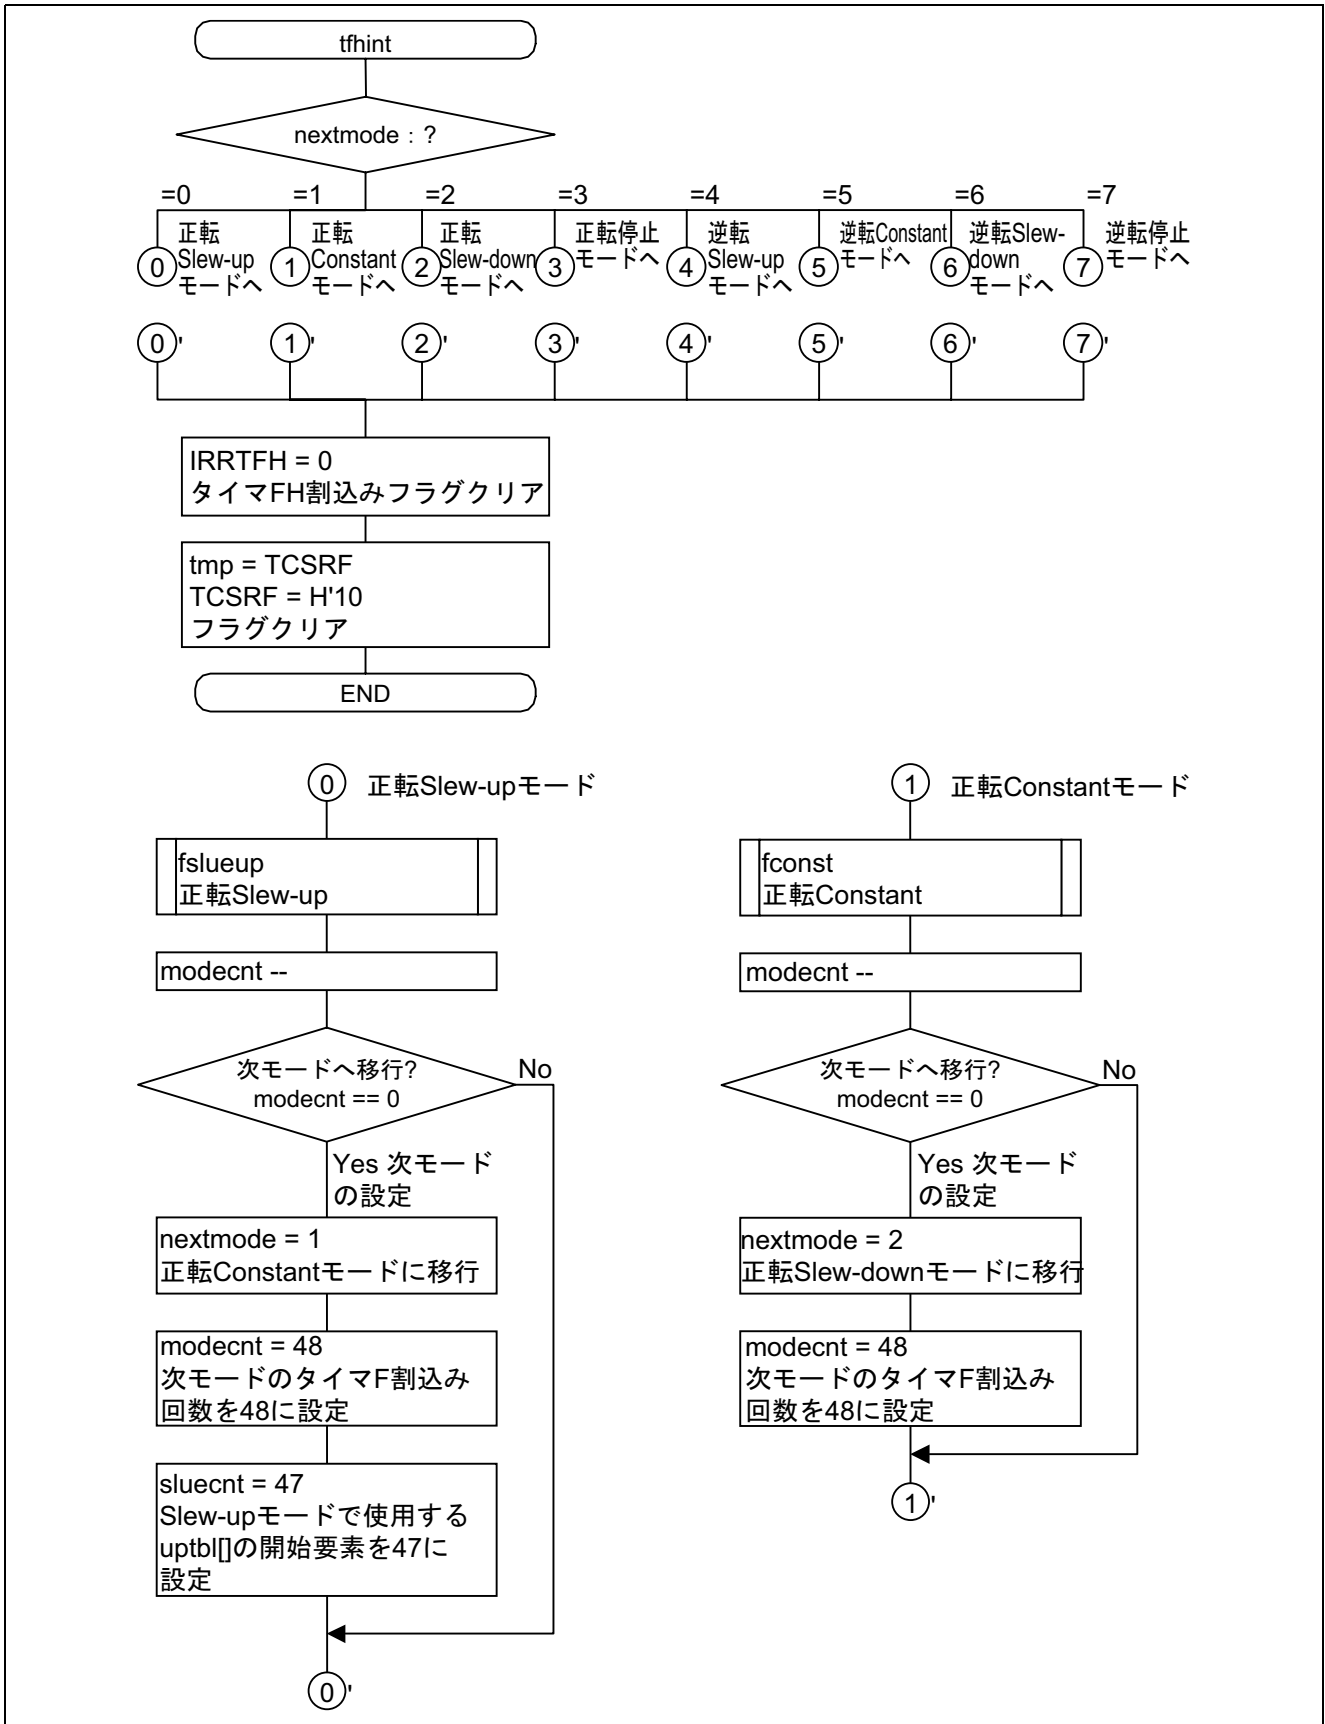 tfhint
nextmode：?
=0
=1
=2
=3
=4
=5
=6
=7
0
正転
Slew-up
モードへ
1
正転
Constant
モードへ
2
正転
Slew-down
モードへ
3
正転停止
モードへ
4
逆転
Slew-up
モードへ
5
逆転Constant
モードへ
6
逆転Slew-
down
モードへ
7
逆転停止
モードへ
0'
1'
2'
3'
4'
5'
6'
7'
IRRTFH = 0
タイマFH割込みフラグクリア
tmp = TCSRF
TCSRF = H'10
フラグクリア
END
0 正転Slew-upモード
fslueup
正転Slew-up
modecnt --
次モードへ移行?
modecnt == 0
No
Yes 次モード
の設定
nextmode = 1
正転Constantモードに移行
modecnt = 48
次モードのタイマF割込み
回数を48に設定
sluecnt = 47
Slew-upモードで使用する
uptbl[]の開始要素を47に
設定
0'
1 正転Constantモード
fconst
正転Constant
modecnt --
次モードへ移行?
modecnt == 0
No
Yes 次モード
の設定
nextmode = 2
正転Slew-downモードに移行
modecnt = 48
次モードのタイマF割込み
回数を48に設定
1'